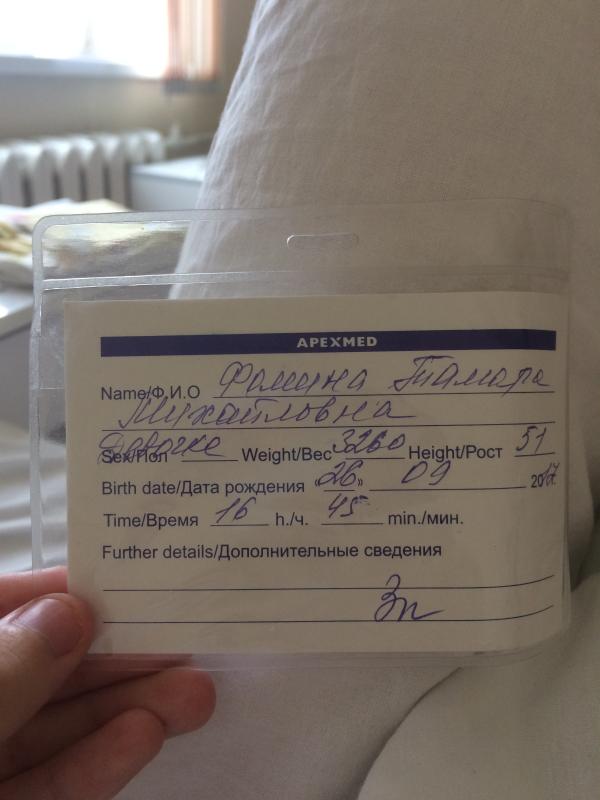 APEXMED
Name/Ф.И.О Фомина Тамара
Михайловна
Sex/Пол Девочка Weight/Вес 3260 Height/Рост 51
Birth date/Дата рождения «26» 09 2017
Time/Время 16 h./ч. 45 min./мин.
Further details/Дополнительные сведения